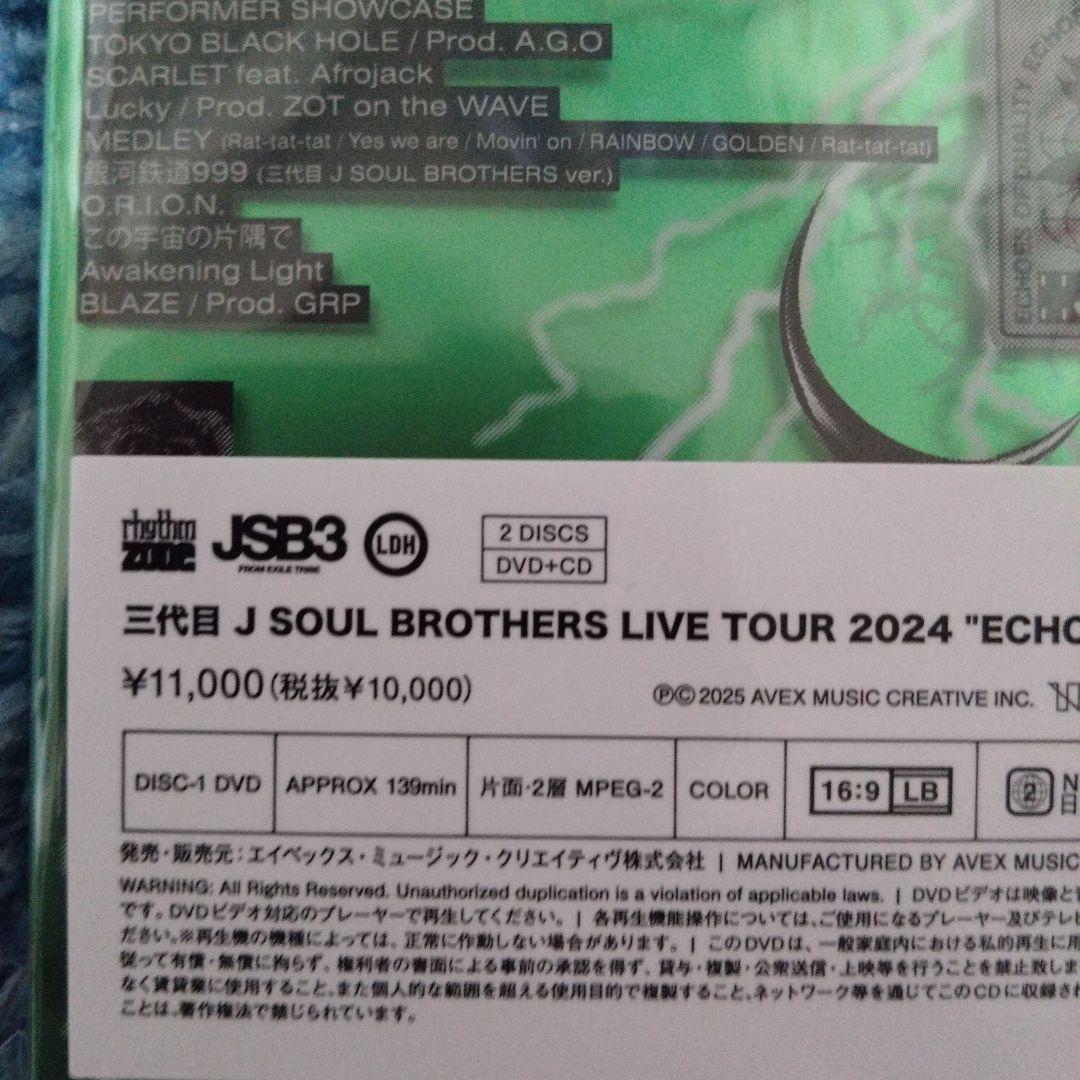 PERFORMER SHOWCASE
TOKYO BLACK HOLE / Prod. A.G.O
SCARLET feat. Afrojack
Lucky / Prod. ZOT on the WAVE
MEDLEY (Rat-tat-tat / Yes we are / Movin' on / RAINBOW / GOLDEN / Rat-tat-tat)
銀河鉄道999 (三代目 J SOUL BROTHERS ver.)
O.R.I.O.N.
この宇宙の片隅で
Awakening Light
BLAZE / Prod. GRP
rhythm zone JSB3 FROM EXILE TRIBE LDH
2 DISCS
DVD+CD
三代目 J SOUL BROTHERS LIVE TOUR 2024 "ECHO
¥11,000(税抜¥10,000)
℗©2025 AVEX MUSIC CREATIVE INC.
DISC-1 DVD APPROX 139min 片面・2層 MPEG-2 COLOR 16:9 LB 2 N
日
発売・販売元：エイベックス・ミュージック・クリエイティヴ株式会社 | MANUFACTURED BY AVEX MUSIC
WARNING: All Rights Reserved. Unauthorized duplication is a violation of applicable laws. | DVDビデオは映像と音
です。DVDビデオ対応のプレーヤーで再生してください。 | 各再生機能操作については、ご使用になるプレーヤー及びテレビ
ださい。※再生機の機種によっては、正常に作動しない場合があります。 | このDVDは、一般家庭内における私的再生に用
従って有償・無償に拘らず、権利者の書面による事前の承認を得ず、貸与・複製・公衆送信・上映等を行うことを禁止致しま
なく賃貸業に使用すること、また個人的な範囲を超える使用目的で複製すること、ネットワーク等を通じてこのCDに収録され
ことは、著作権法で禁じられています。